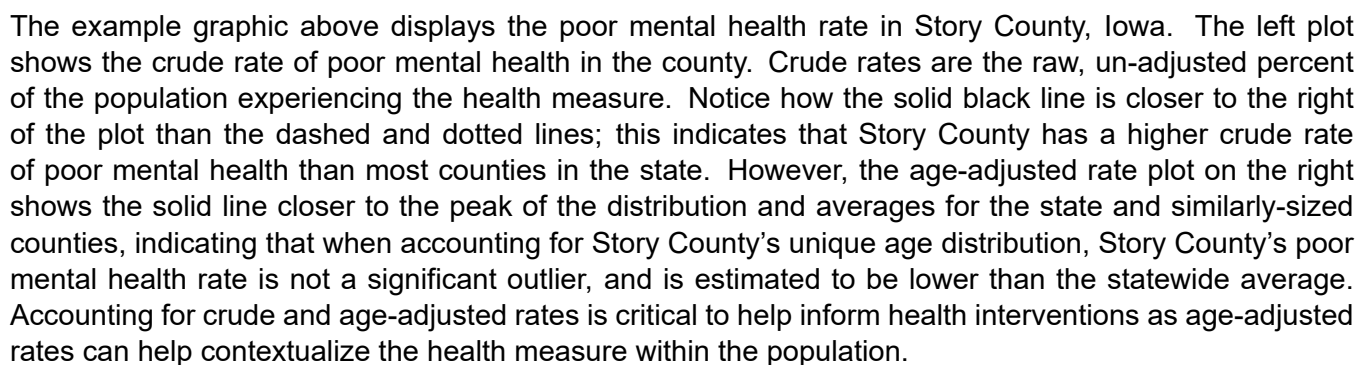 The example graphic above displays the poor mental health rate in Story County, Iowa. The left plot
shows the crude rate of poor mental health in the county. Crude rates are the raw, un-adjusted percent
of the population experiencing the health measure. Notice how the solid black line is closer to the right
of the plot than the dashed and dotted lines; this indicates that Story County has a higher crude rate
of poor mental health than most counties in the state. However, the age-adjusted rate plot on the right
shows the solid line closer to the peak of the distribution and averages for the state and similarly-sized
counties, indicating that when accounting for Story County's unique age distribution, Story County's poor
mental health rate is not a significant outlier, and is estimated to be lower than the statewide average.
Accounting for crude and age-adjusted rates is critical to help inform health interventions as age-adjusted
rates can help contextualize the health measure within the population.